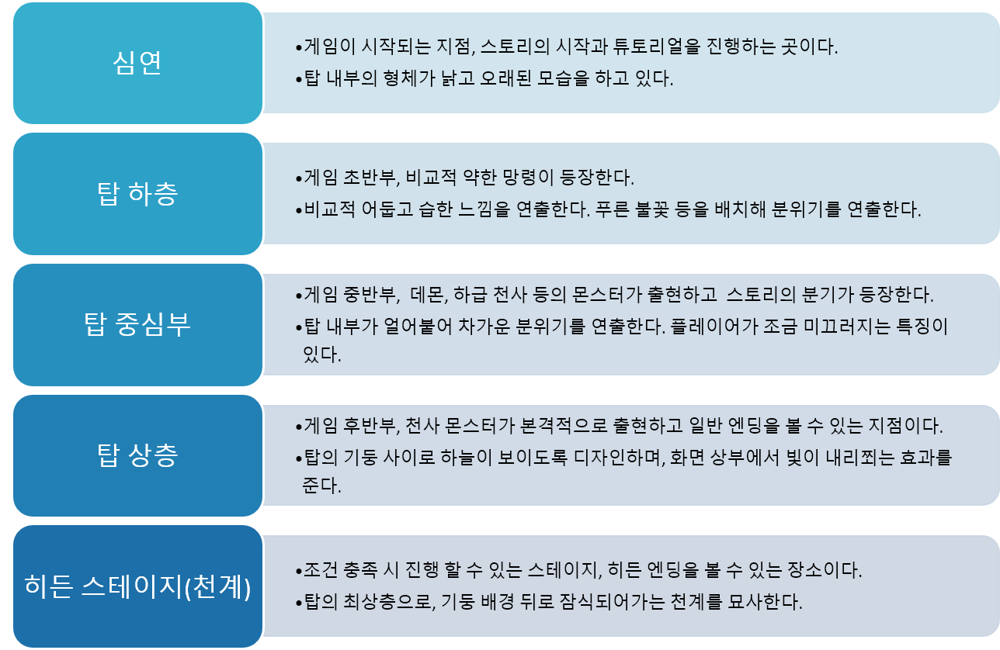 심연
•게임이 시작되는 지점, 스토리의 시작과 튜토리얼을 진행하는 곳이다.
•탑 내부의 형체가 낡고 오래된 모습을 하고 있다.
탑 하층
•게임 초반부, 비교적 약한 망령이 등장한다.
•비교적 어둡고 습한 느낌을 연출한다. 푸른 불꽃 등을 배치해 분위기를 연출한다.
탑 중심부
•게임 중반부,  데몬, 하급 천사 등의 몬스터가 출현하고  스토리의 분기가 등장한다.
•탑 내부가 얼어붙어 차가운 분위기를 연출한다. 플레이어가 조금 미끄러지는 특징이
있다.
탑 상층
•게임 후반부, 천사 몬스터가 본격적으로 출현하고 일반 엔딩을 볼 수 있는 지점이다.
•탑의 기둥 사이로 하늘이 보이도록 디자인하며, 화면 상부에서 빛이 내리쬐는 효과를
준다.
히든 스테이지(천계)
•조건 충족 시 진행 할 수 있는 스테이지, 히든 엔딩을 볼 수 있는 장소이다.
•탑의 최상층으로, 기둥 배경 뒤로 잠식되어가는 천계를 묘사한다.